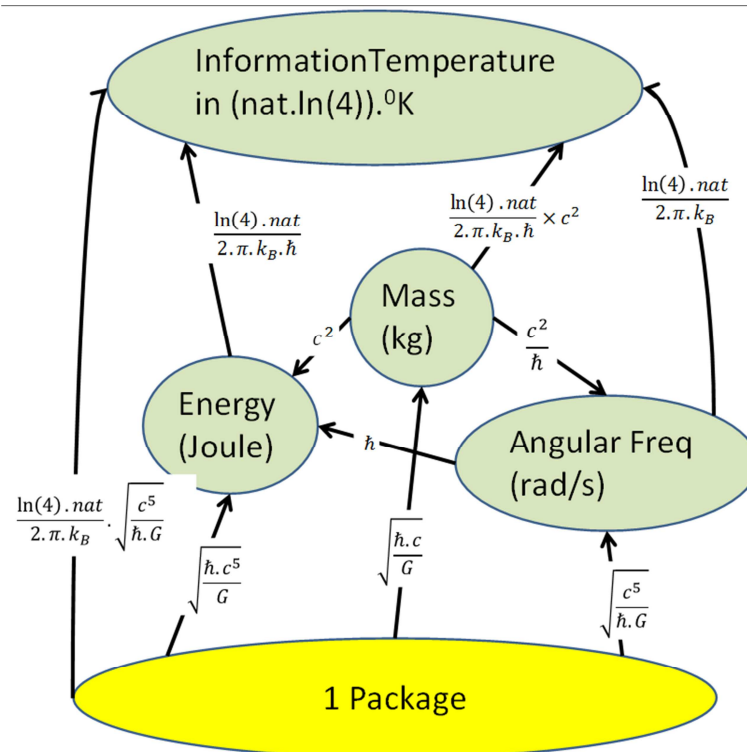 InformationTemperature
in (nat.ln(4)).⁰K
ln(4).nat
2.π.k_B
ln(4).nat
2.π.k_B.ħ
ln(4).nat
2.π.k_B.ħ × c²
Mass
(kg)
c²
c²
ħ
Energy
(Joule)
ħ
Angular Freq
(rad/s)
ln(4).nat
2.π.k_B . √(c⁵
ħ.G)
√(ħ.c⁵
G)
√(ħ.c
G)
√(c⁵
ħ.G)
1 Package